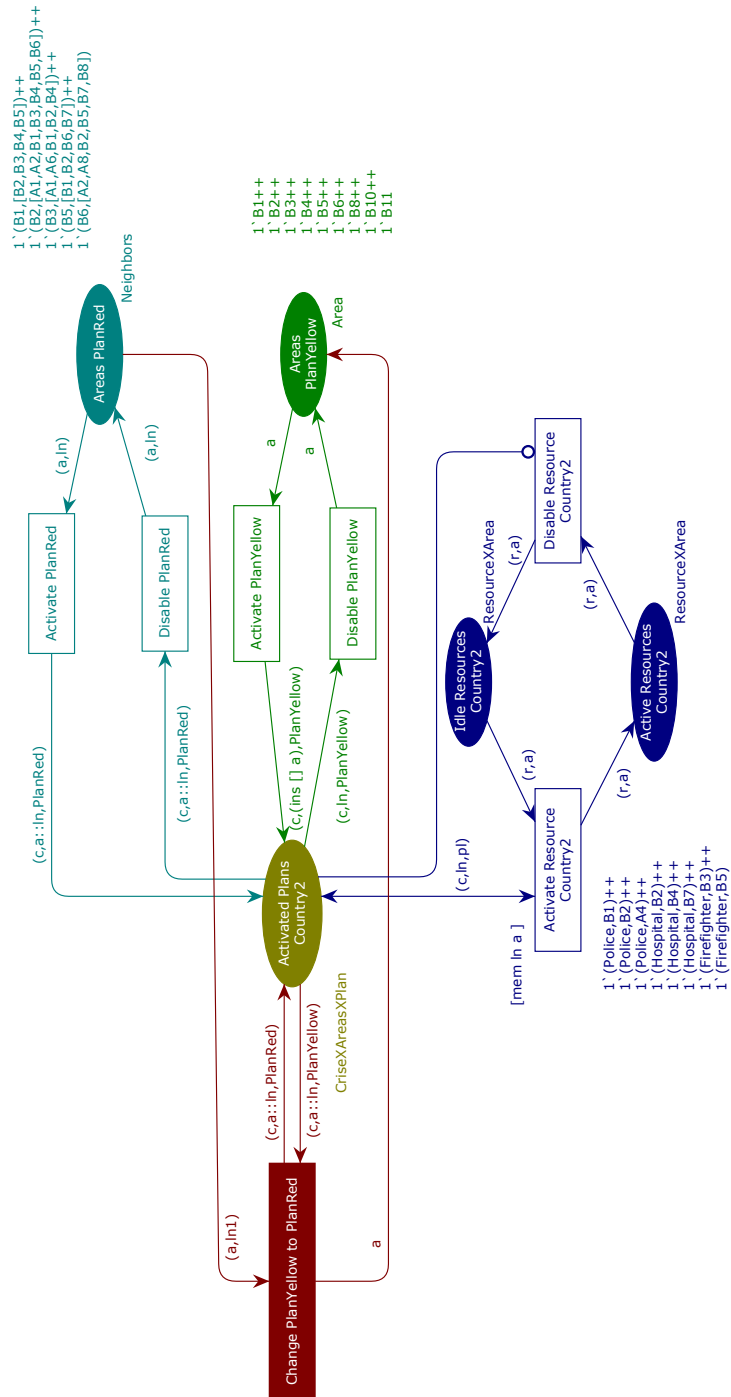 1`(B1,[B2,B3,B4,B5])++
1`(B2,[A1,A2,B1,B3,B4,B5,B6])++
1`(B3,[A1,A6,B1,B2,B4])++
1`(B5,[B1,B2,B6,B7])++
1`(B6,[A2,A8,B2,B5,B7,B8])
Areas PlanRed
Neighbors
(a,ln)
(a,ln)
Activate PlanRed
Disable PlanRed
(c,a::ln,PlanRed)
(c,a::ln,PlanRed)
(a,ln1)
1`B1++
1`B2++
1`B3++
1`B4++
1`B5++
1`B6++
1`B8++
1`B10++
1`B11
Areas
PlanYellow
Area
a
a
Activate PlanYellow
Disable PlanYellow
(c,(ins [] a),PlanYellow)
(c,ln,PlanYellow)
Activated Plans
Country2
CriseXAreasXPlan
(c,a::ln,PlanRed)
(c,a::ln,PlanYellow)
Change PlanYellow to PlanRed
a
(c,ln,pl)
[mem ln a ]
Activate Resource
Country2
Idle Resources
Country2
ResourceXArea
(r,a)
(r,a)
Disable Resource
Country2
(r,a)
(r,a)
Active Resources
Country2
ResourceXArea
1`(Police,B1)++
1`(Police,B2)++
1`(Police,A4)++
1`(Hospital,B2)++
1`(Hospital,B4)++
1`(Hospital,B7)++
1`(Firefighter,B3)++
1`(Firefighter,B5)